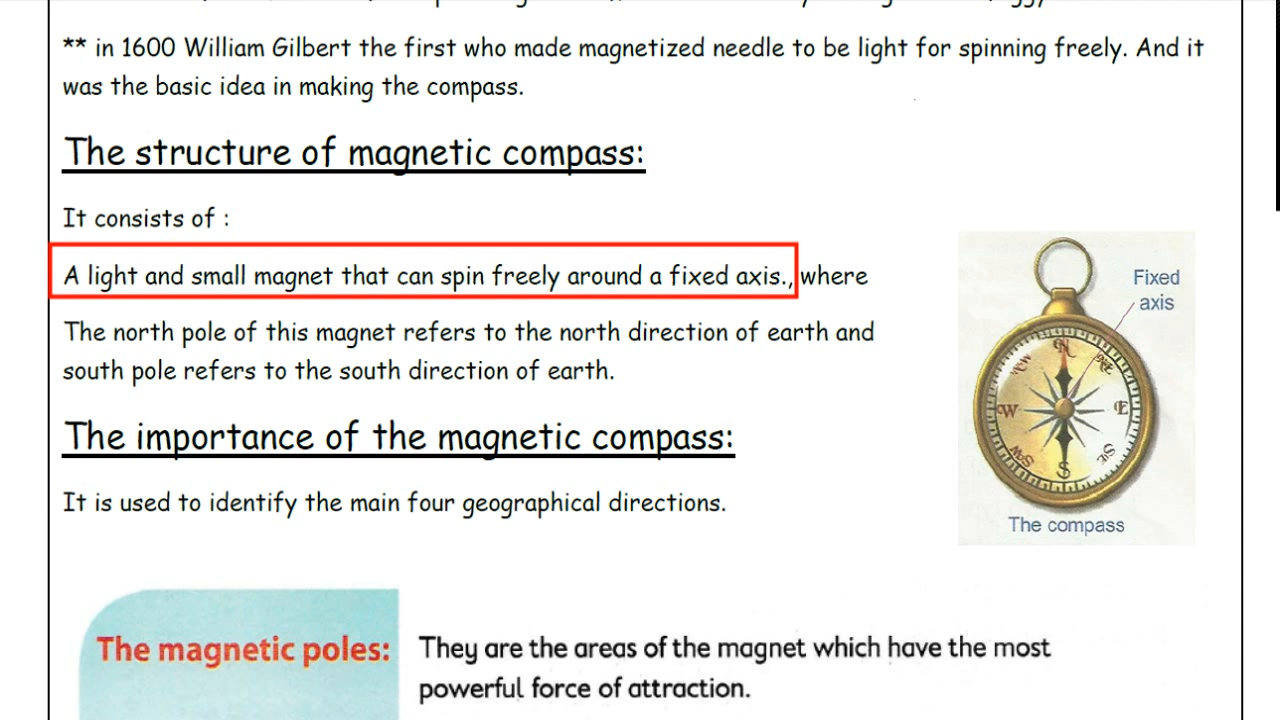 ** in 1600 William Gilbert the first who made magnetized needle to be light for spinning freely. And it
was the basic idea in making the compass.
The structure of magnetic compass:
It consists of :
A light and small magnet that can spin freely around a fixed axis., where
The north pole of this magnet refers to the north direction of earth and
south pole refers to the south direction of earth.
Fixed
axis
N
NE
E
SE
S
SW
W
NW
The compass
The importance of the magnetic compass:
It is used to identify the main four geographical directions.
The magnetic poles:
They are the areas of the magnet which have the most
powerful force of attraction.